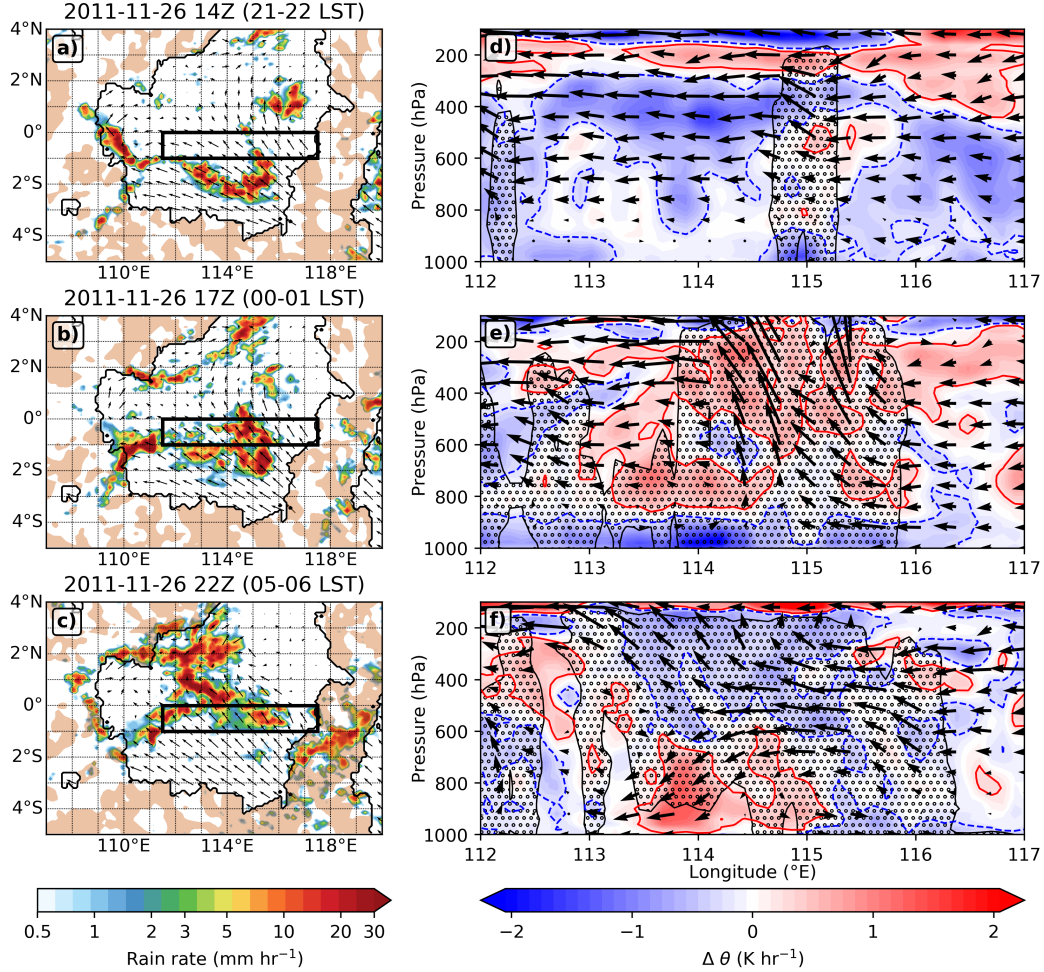 2011-11-26 14Z (21-22 LST)
4°N
2°N
0°
2°S
4°S
a)
110°E
114°E
118°E
2011-11-26 17Z (00-01 LST)
4°N
2°N
0°
2°S
4°S
b)
110°E
114°E
118°E
2011-11-26 22Z (05-06 LST)
4°N
2°N
0°
2°S
4°S
c)
110°E
114°E
118°E
0.5 1 2 3 5 10 20 30
Rain rate (mm hr⁻¹)
d)
Pressure (hPa)
200
400
600
800
1000
112 113 114 115 116 117
e)
Pressure (hPa)
200
400
600
800
1000
112 113 114 115 116 117
f)
Pressure (hPa)
200
400
600
800
1000
112 113 114 115 116 117
Longitude (°E)
−2 −1 0 1 2
Δ θ (K hr⁻¹)